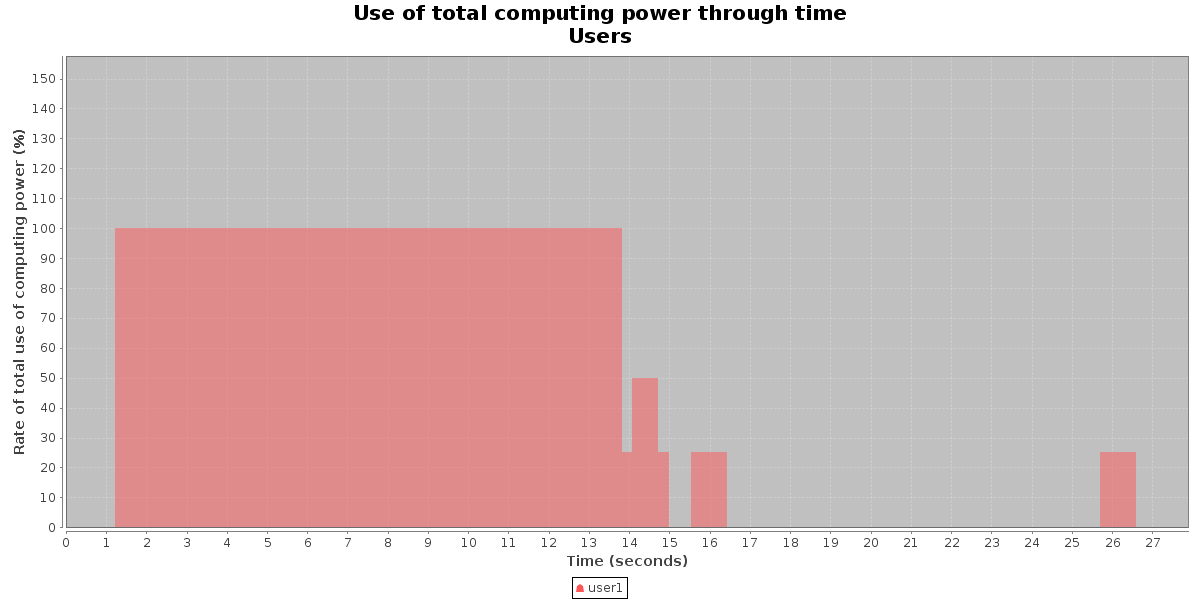 Use of total computing power through time
Users
Rate of total use of computing power (%)
150
140
130
120
110
100
90
80
70
60
50
40
30
20
10
0
0 1 2 3 4 5 6 7 8 9 10 11 12 13 14 15 16 17 18 19 20 21 22 23 24 25 26 27
Time (seconds)
user1